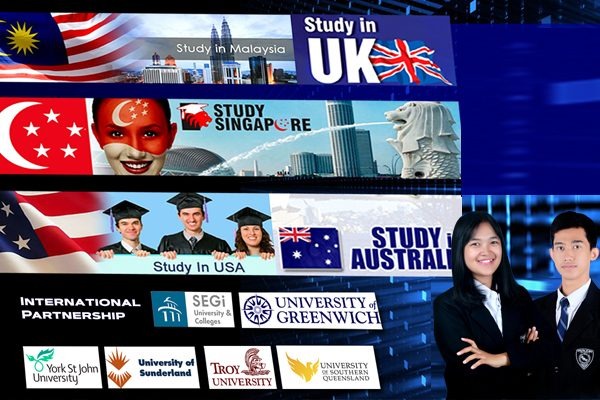 Study in Malaysia
Study in
UK
STUDY
SINGAPORE
Study In USA
STUDY in
AUSTRALIA
INTERNATIONAL
PARTNERSHIP
SEGi
University &
Colleges
UNIVERSITY of
GREENWICH
York St John
University
University of
Sunderland
TROY
UNIVERSITY
UNIVERSITY
OF SOUTHERN
QUEENSLAND